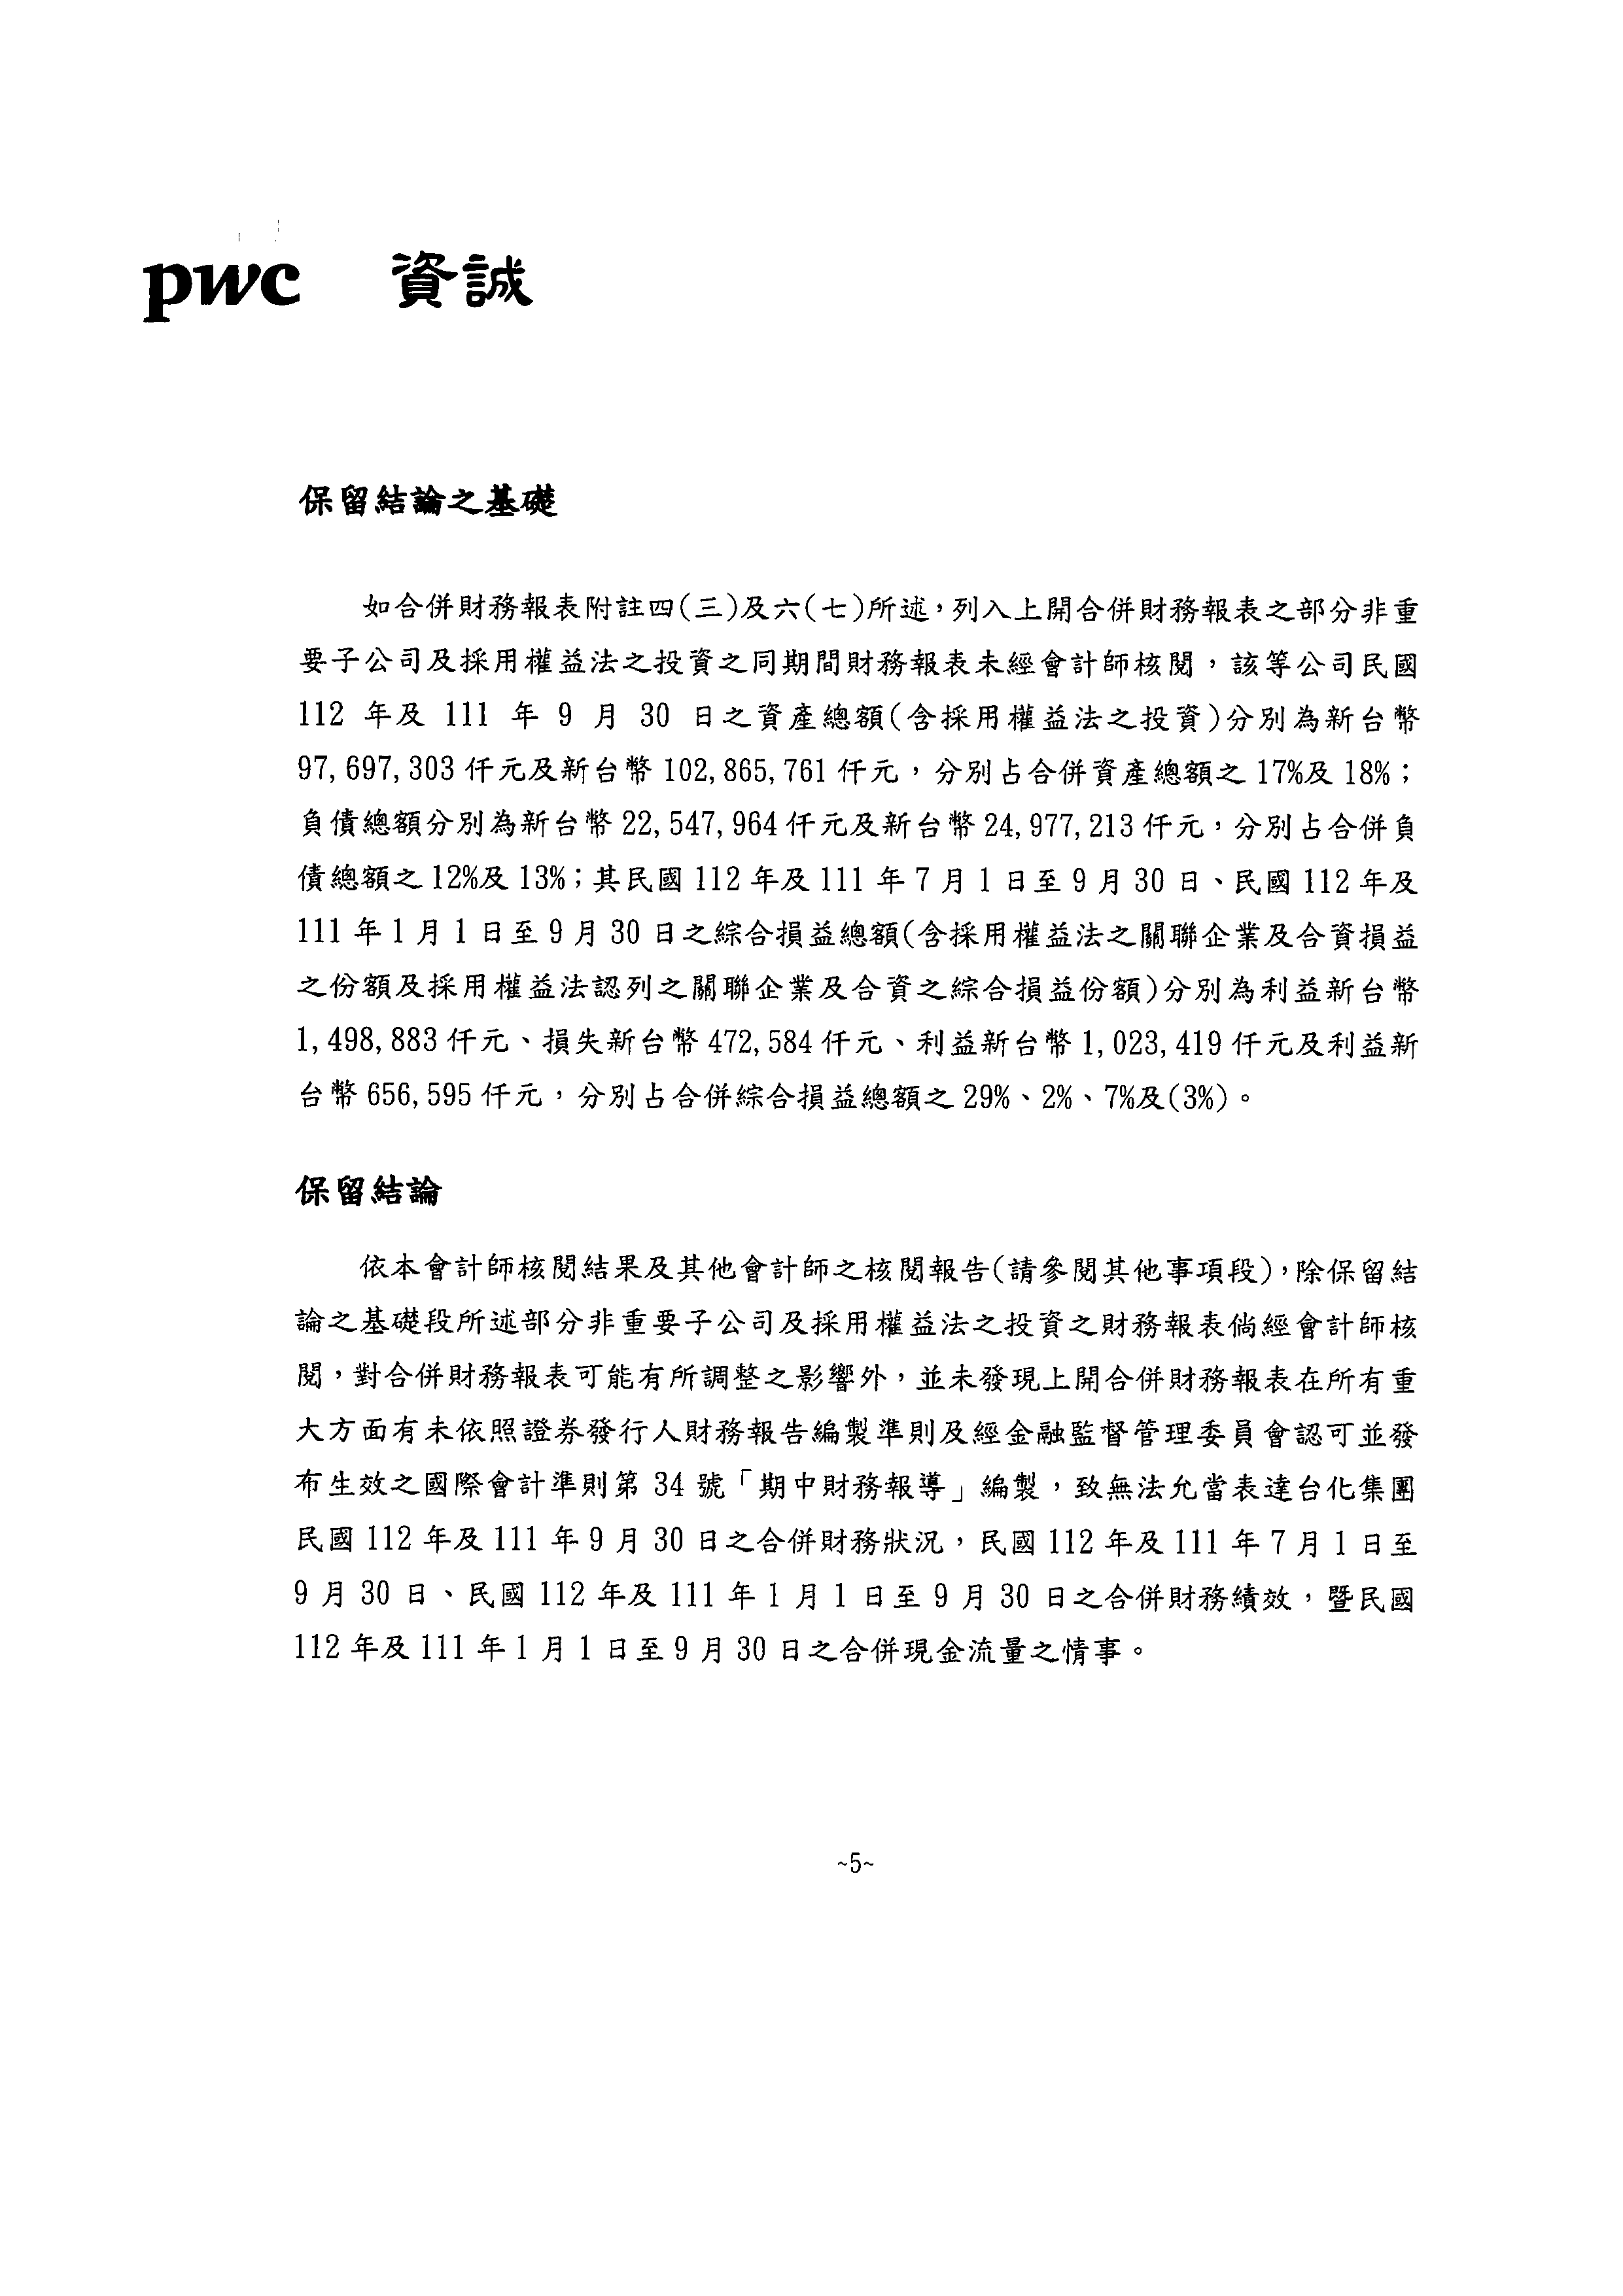 pwc 資誠
保留結論之基礎
如合併財務報表附註四(三)及六(七)所述，列入上開合併財務報表之部分非重
要子公司及採用權益法之投資之同期間財務報表未經會計師核閱，該等公司民國
112 年及 111 年 9 月 30 日之資產總額(含採用權益法之投資)分別為新台幣
97,697,303 仟元及新台幣 102,865,761 仟元，分別占合併資產總額之 17%及 18%；
負債總額分別為新台幣 22,547,964 仟元及新台幣 24,977,213 仟元，分別占合併負
債總額之 12%及 13%；其民國 112 年及 111 年 7 月 1 日至 9 月 30 日、民國 112 年及
111 年 1 月 1 日至 9 月 30 日之綜合損益總額(含採用權益法之關聯企業及合資損益
之份額及採用權益法認列之關聯企業及合資之綜合損益份額)分別為利益新台幣
1,498,883 仟元、損失新台幣 472,584 仟元、利益新台幣 1,023,419 仟元及利益新
台幣 656,595 仟元，分別占合併綜合損益總額之 29%、2%、7%及(3%)。
保留結論
依本會計師核閱結果及其他會計師之核閱報告(請參閱其他事項段)，除保留結
論之基礎段所述部分非重要子公司及採用權益法之投資之財務報表倘經會計師核
閱，對合併財務報表可能有所調整之影響外，並未發現上開合併財務報表在所有重
大方面有未依照證券發行人財務報告編製準則及經金融監督管理委員會認可並發
布生效之國際會計準則第 34 號「期中財務報導」編製，致無法允當表達台化集團
民國 112 年及 111 年 9 月 30 日之合併財務狀況，民國 112 年及 111 年 7 月 1 日至
9 月 30 日、民國 112 年及 111 年 1 月 1 日至 9 月 30 日之合併財務績效，暨民國
112 年及 111 年 1 月 1 日至 9 月 30 日之合併現金流量之情事。
~5~